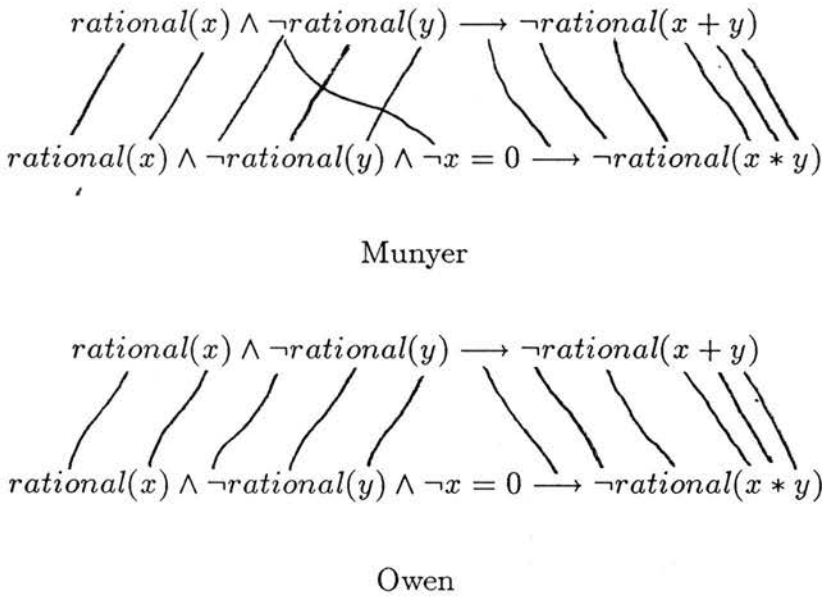 rational(x) ∧ ¬rational(y) ⟶ ¬rational(x + y)
rational(x) ∧ ¬rational(y) ∧ ¬x = 0 ⟶ ¬rational(x * y)
Munyer
rational(x) ∧ ¬rational(y) ⟶ ¬rational(x + y)
rational(x) ∧ ¬rational(y) ∧ ¬x = 0 ⟶ ¬rational(x * y)
Owen